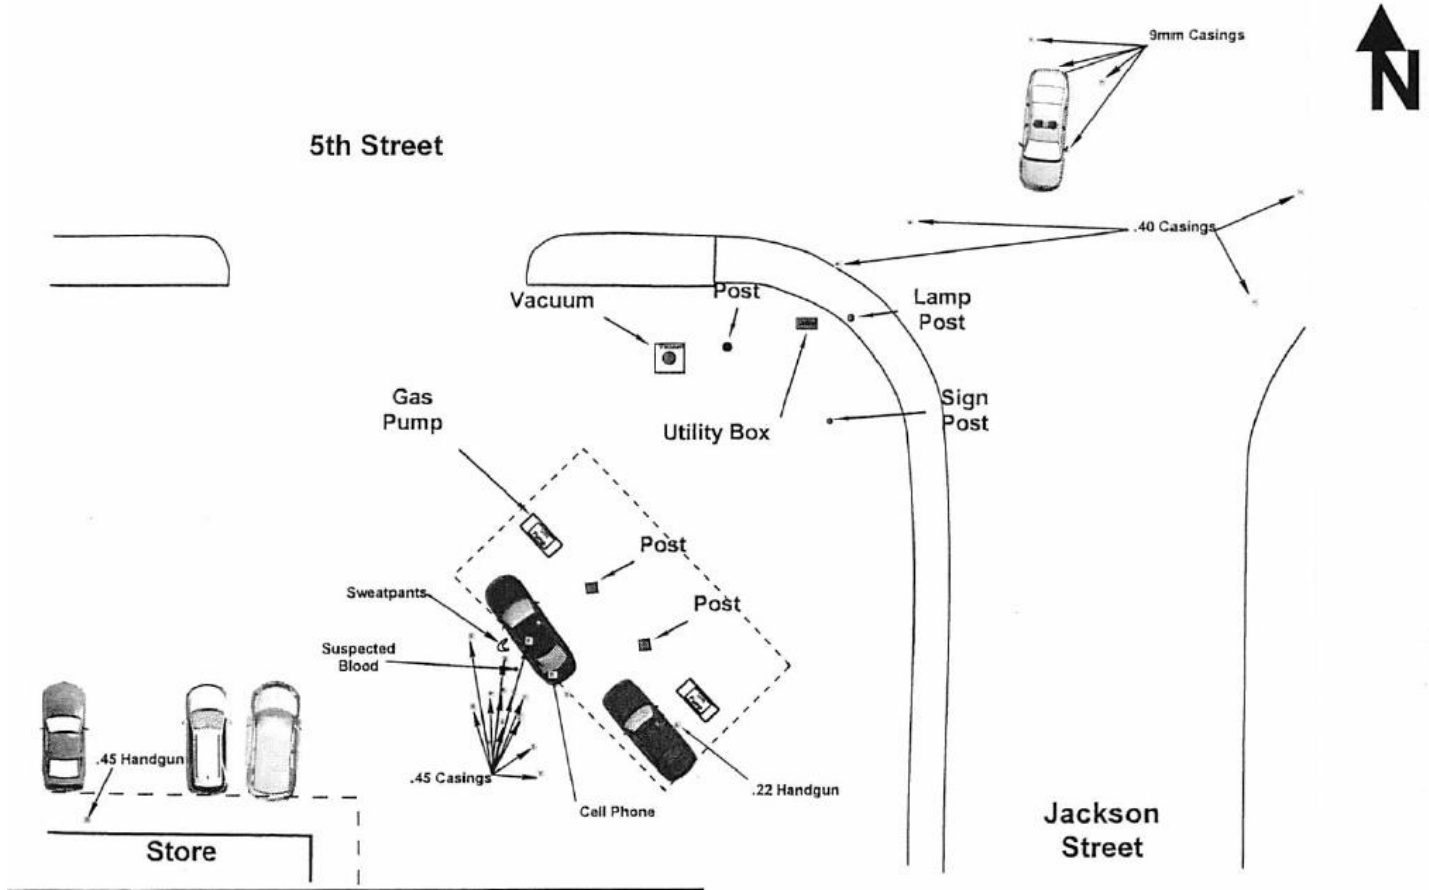 9mm Casings
N
5th Street
.40 Casings
Vacuum
Post
Lamp
Post
Gas
Pump
Utility Box
Sign
Post
Post
Sweatpants
Post
Suspected
Blood
.45 Handgun
.45 Casings
.22 Handgun
Cell Phone
Store
Jackson
Street